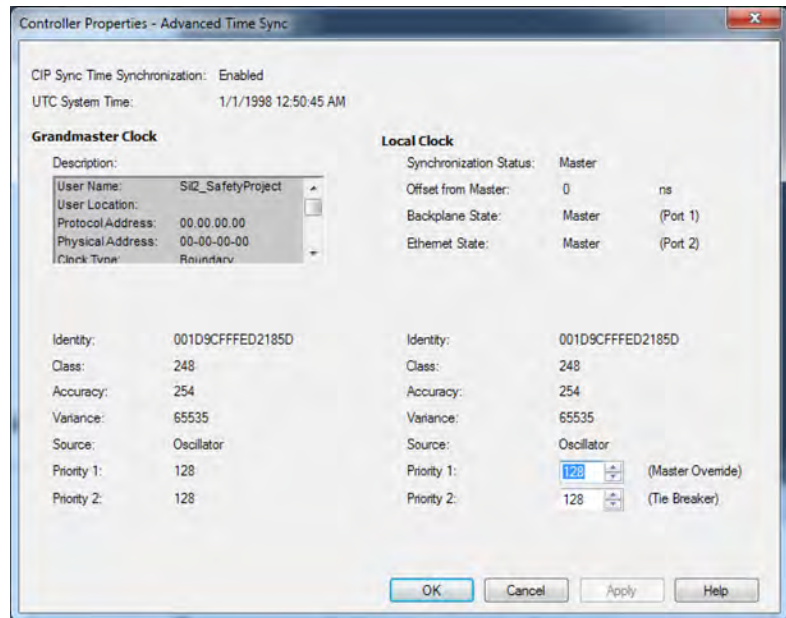 Controller Properties - Advanced Time Sync
CIP Sync Time Synchronization: Enabled
UTC System Time: 1/1/1998 12:50:45 AM
Grandmaster Clock
Description:
User Name: Sil2_SafetyProject
User Location:
Protocol Address: 00.00.00.00
Physical Address: 00-00-00-00
Clock Type: Boundary
Identity: 001D9CFFFED2185D
Class: 248
Accuracy: 254
Variance: 65535
Source: Oscillator
Priority 1: 128
Priority 2: 128
Local Clock
Synchronization Status: Master
Offset from Master: 0 ns
Backplane State: Master (Port 1)
Ethernet State: Master (Port 2)
Identity: 001D9CFFFED2185D
Class: 248
Accuracy: 254
Variance: 65535
Source: Oscillator
Priority 1: 128 (Master Override)
Priority 2: 128 (Tie Breaker)
OK Cancel Apply Help